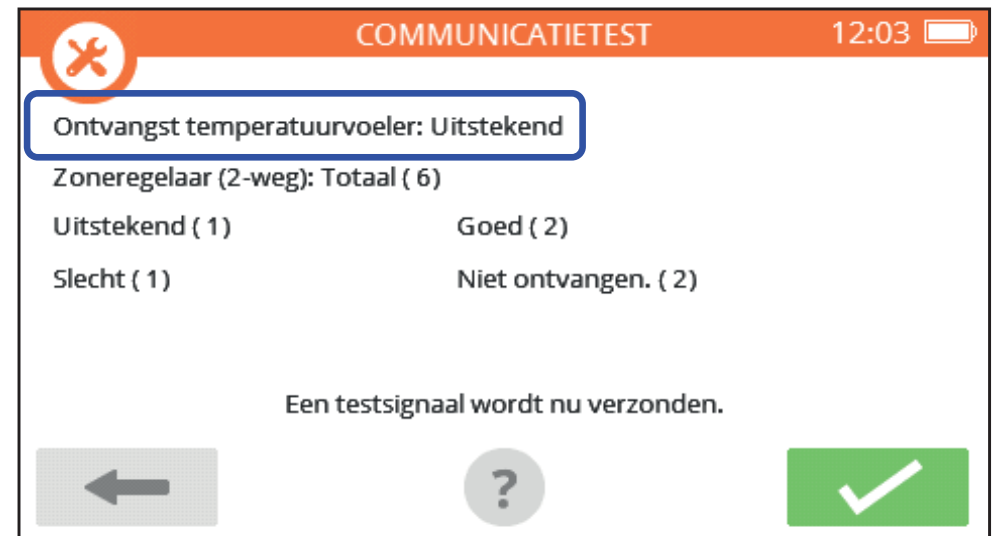 COMMUNICATIETEST 12:03
Ontvangst temperatuurvoeler: Uitstekend
Zoneregelaar (2-weg): Totaal ( 6)
Uitstekend ( 1) Goed ( 2)
Slecht ( 1) Niet ontvangen. ( 2)
Een testsignaal wordt nu verzonden.
?